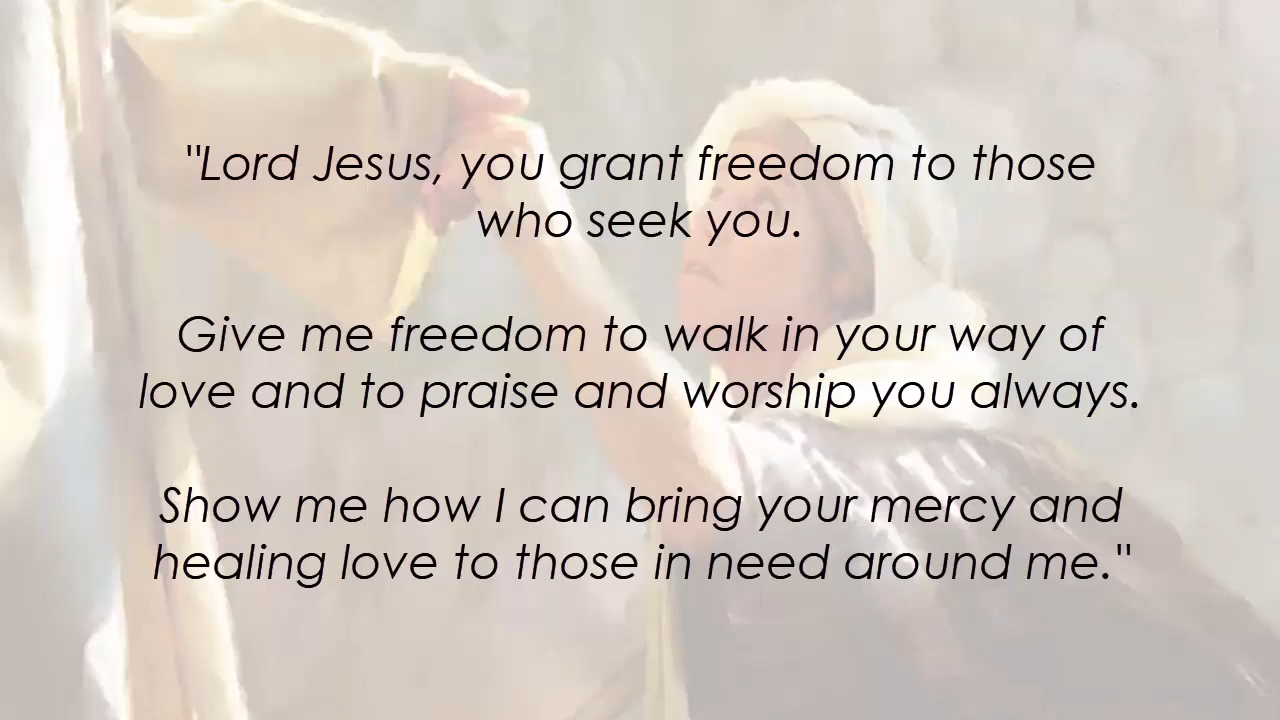 "Lord Jesus, you grant freedom to those
who seek you.
Give me freedom to walk in your way of
love and to praise and worship you always.
Show me how I can bring your mercy and
healing love to those in need around me."